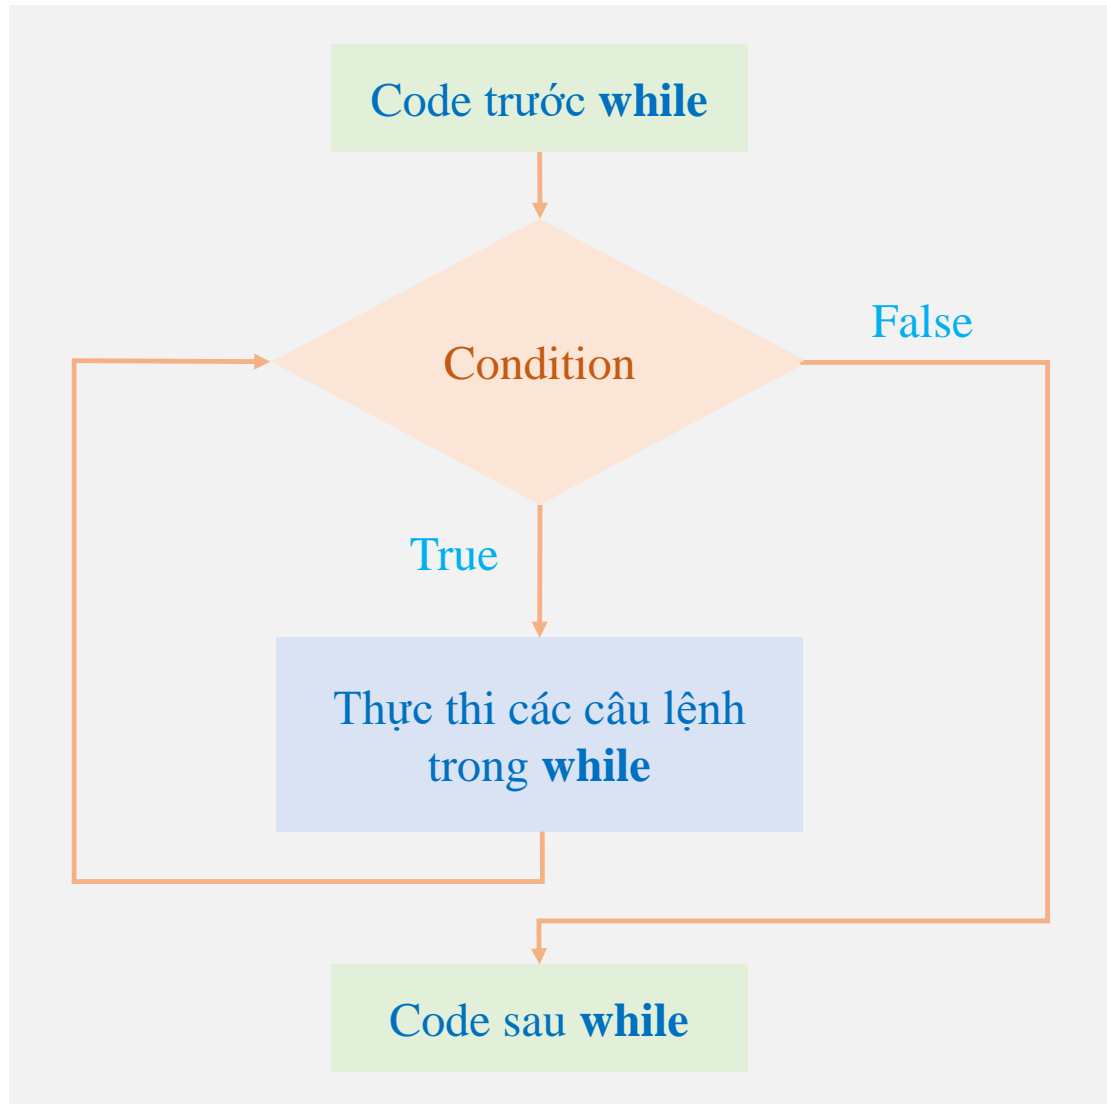 Code trước while
Condition
False
True
Thực thi các câu lệnh
trong while
Code sau while